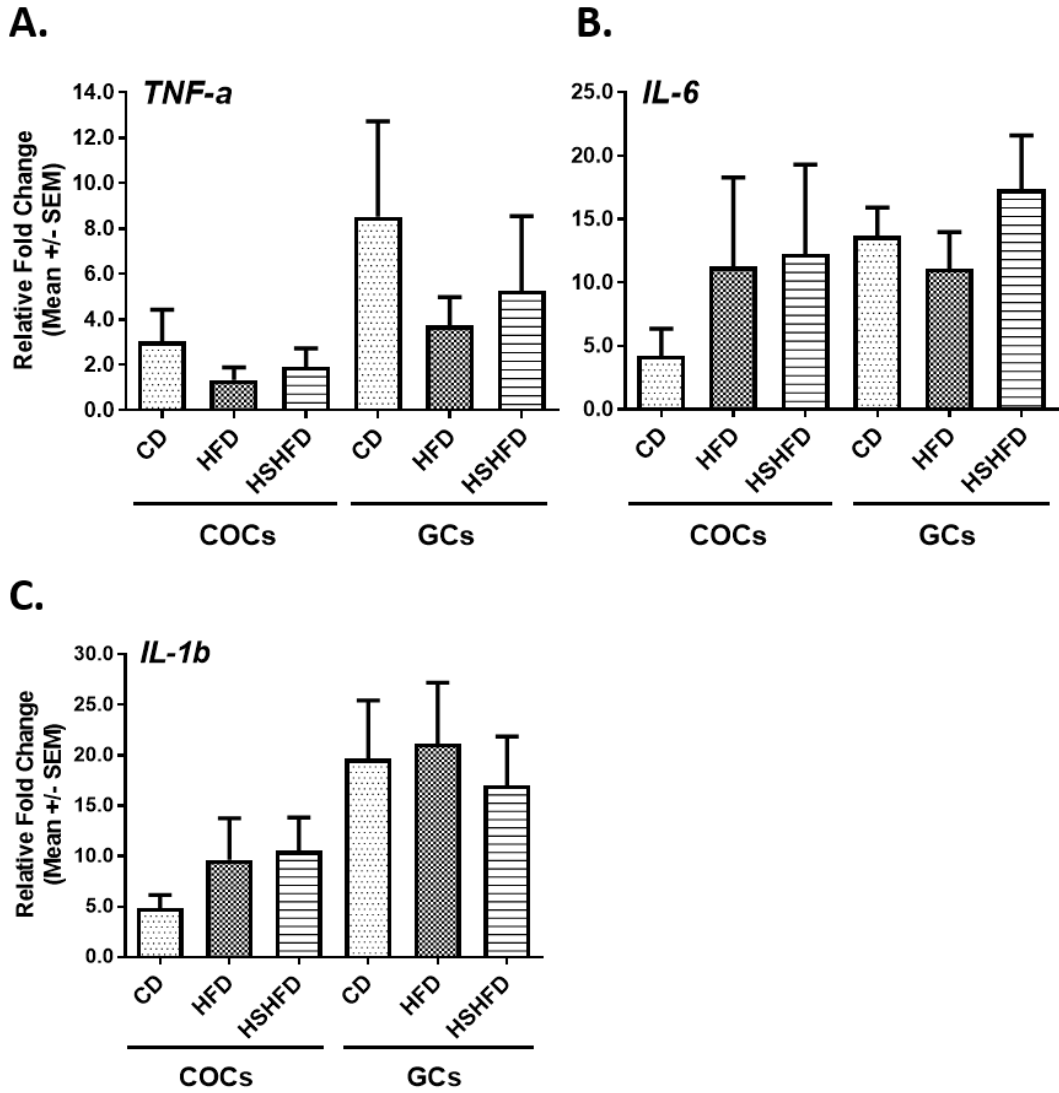 A.
TNF-a
Relative Fold Change
(Mean +/- SEM)
14.0
12.0
10.0
8.0
6.0
4.0
2.0
0.0
CD
HFD
HSHFD
CD
HFD
HSHFD
COCs
GCs
B.
IL-6
25.0
20.0
15.0
10.0
5.0
0.0
CD
HFD
HSHFD
CD
HFD
HSHFD
COCs
GCs
C.
IL-1b
Relative Fold Change
(Mean +/- SEM)
30.0
25.0
20.0
15.0
10.0
5.0
0.0
CD
HFD
HSHFD
CD
HFD
HSHFD
COCs
GCs